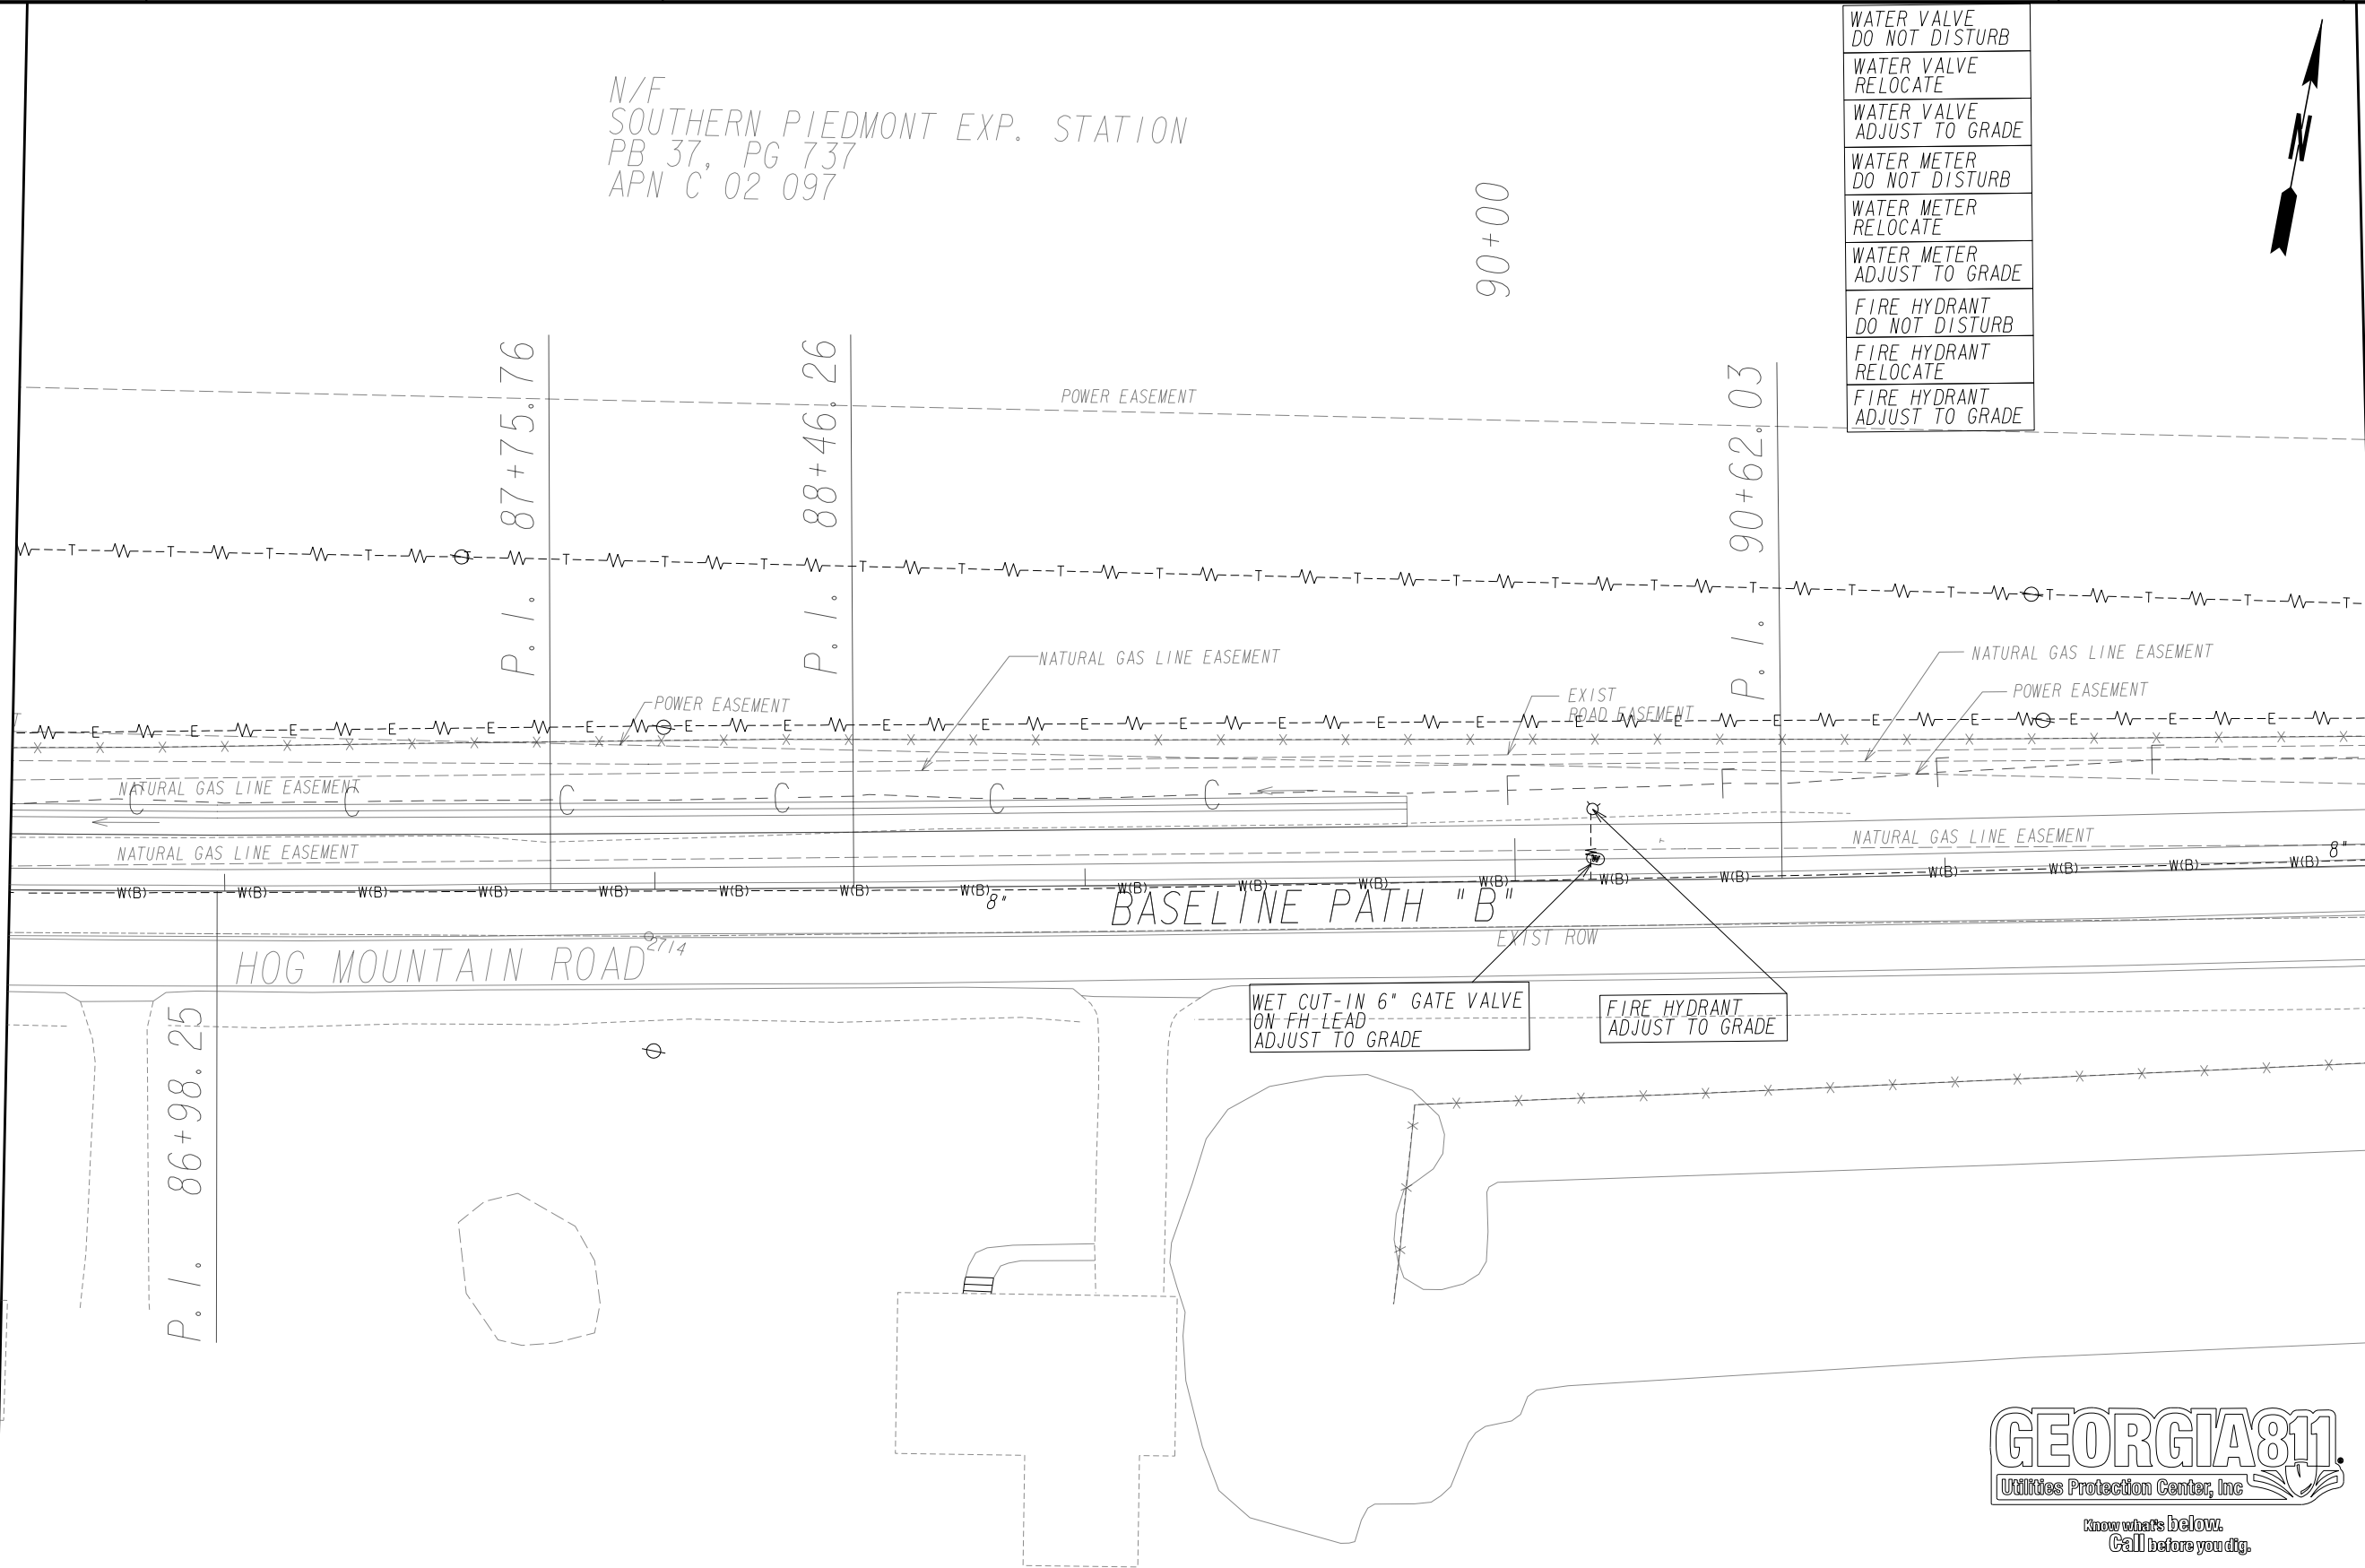 WATER VALVE
DO NOT DISTURB
WATER VALVE
RELOCATE
WATER VALVE
ADJUST TO GRADE
WATER METER
DO NOT DISTURB
WATER METER
RELOCATE
WATER METER
ADJUST TO GRADE
FIRE HYDRANT
DO NOT DISTURB
FIRE HYDRANT
RELOCATE
FIRE HYDRANT
ADJUST TO GRADE
N
N/F
SOUTHERN PIEDMONT EXP. STATION
PB 37, PG 737
APN C 02 097
90+00
P.I. 87+75.76
P.I. 88+46.26
P.I. 90+62.03
POWER EASEMENT
T T T T T T T T T T T T T T T T T T T T T T T T
NATURAL GAS LINE EASEMENT
NATURAL GAS LINE EASEMENT
POWER EASEMENT
POWER EASEMENT
EXIST
ROAD EASEMENT
E E E E E E E E E E E E E E E E E E E E E E E
NATURAL GAS LINE EASEMENT
C C C C C C F F F F
NATURAL GAS LINE EASEMENT
NATURAL GAS LINE EASEMENT
8"
W(B) W(B) W(B) W(B) W(B) W(B) W(B) W(B) W(B) W(B) W(B) W(B) W(B) W(B) W(B) W(B) W(B) W(B)
8"
BASELINE PATH "B"
EXIST ROW
HOG MOUNTAIN ROAD
2714
WET CUT-IN 6" GATE VALVE
ON FH LEAD
ADJUST TO GRADE
FIRE HYDRANT
ADJUST TO GRADE
P.I. 86+98.25
GEORGIA811
Utilities Protection Center, Inc
Know what's below.
Call before you dig.